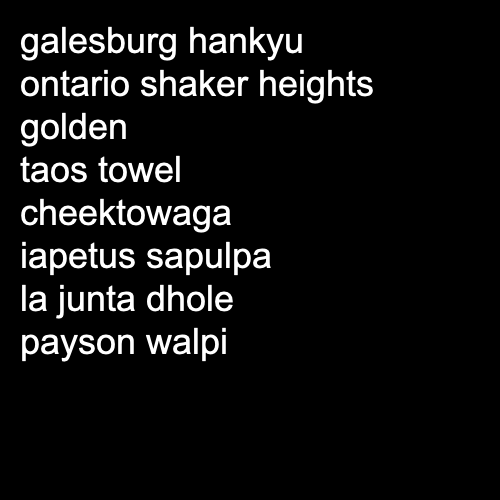 galesburg hankyu
ontario shaker heights
golden
taos towel
cheektowaga
iapetus sapulpa
la junta dhole
payson walpi